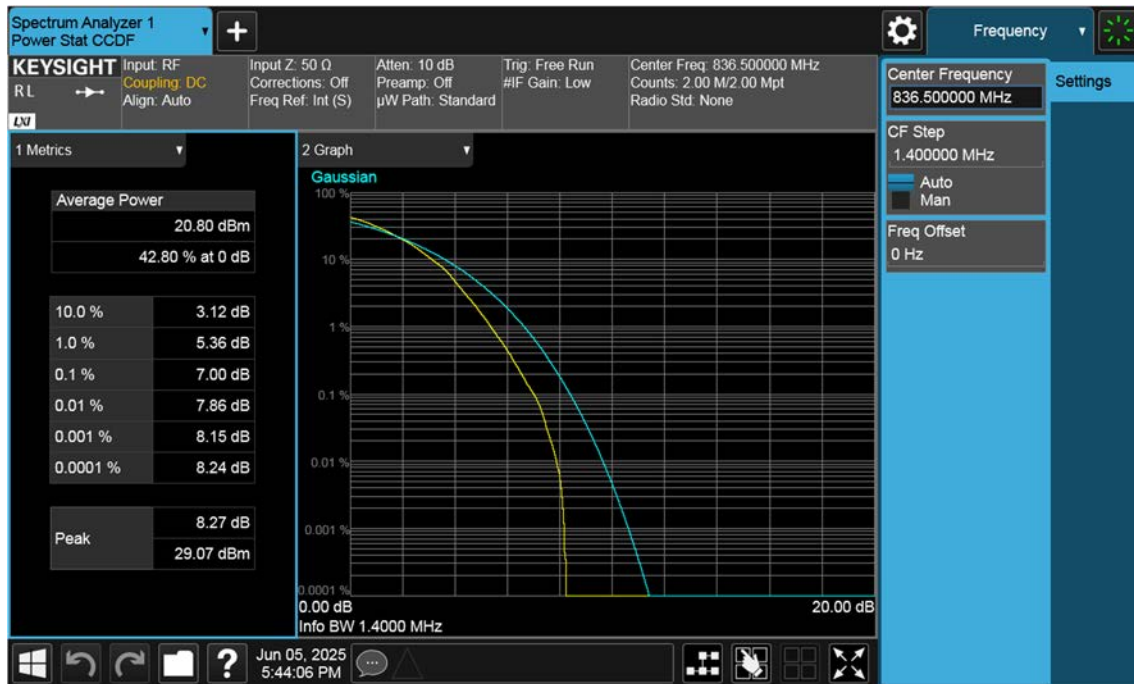 Spectrum Analyzer 1
Power Stat CCDF
Frequency
KEYSIGHT
RL
LXI
Input: RF
Coupling: DC
Align: Auto
Input Z: 50 Ω
Corrections: Off
Freq Ref: Int (S)
Atten: 10 dB
Preamp: Off
µW Path: Standard
Trig: Free Run
#IF Gain: Low
Center Freq: 836.500000 MHz
Counts: 2.00 M/2.00 Mpt
Radio Std: None
Center Frequency
836.500000 MHz
Settings
CF Step
1.400000 MHz
Auto
Man
Freq Offset
0 Hz
1 Metrics
Average Power
20.80 dBm
42.80 % at 0 dB
10.0 % 3.12 dB
1.0 % 5.36 dB
0.1 % 7.00 dB
0.01 % 7.86 dB
0.001 % 8.15 dB
0.0001 % 8.24 dB
Peak
8.27 dB
29.07 dBm
2 Graph
Gaussian
100 %
10 %
1 %
0.1 %
0.01 %
0.001 %
0.0001 %
0.00 dB 20.00 dB
Info BW 1.4000 MHz
?
Jun 05, 2025
5:44:06 PM